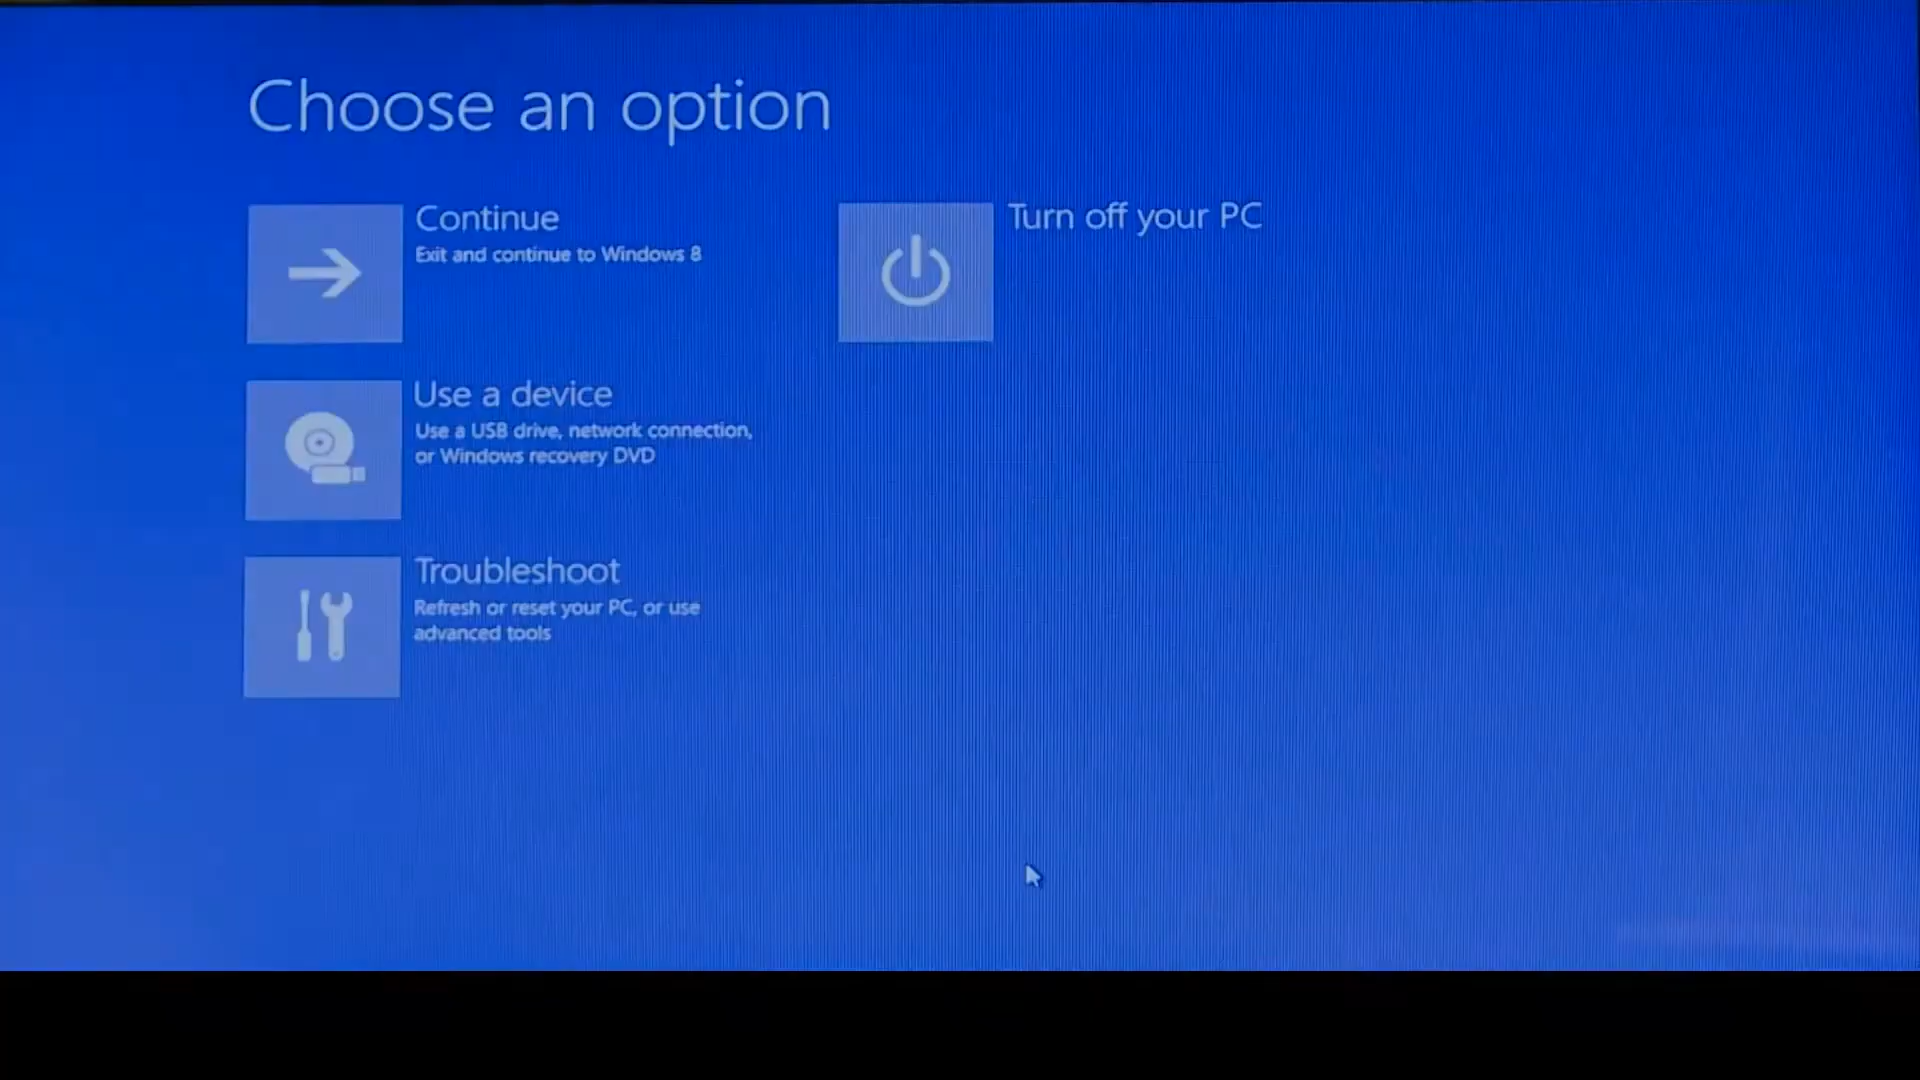 Choose an option
Continue
Exit and continue to Windows 8
Turn off your PC
Use a device
Use a USB drive, network connection,
or Windows recovery DVD
Troubleshoot
Refresh or reset your PC, or use
advanced tools